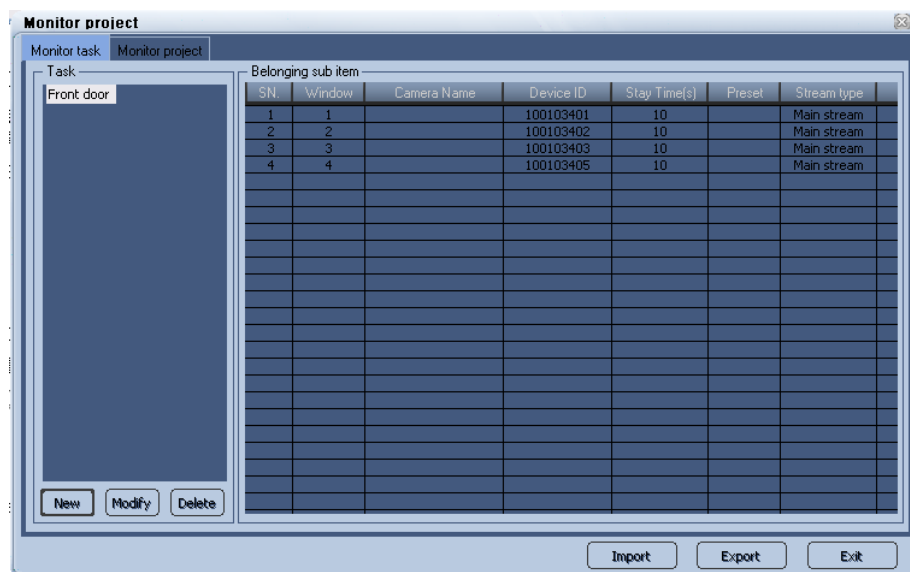 Monitor project
Monitor task Monitor project
Task
Front door
Belonging sub item
SN. Window Camera Name Device ID Stay Time(s) Preset Stream type
1 1 100103401 10 Main stream
2 2 100103402 10 Main stream
3 3 100103403 10 Main stream
4 4 100103405 10 Main stream
New Modify Delete
Import Export Exit